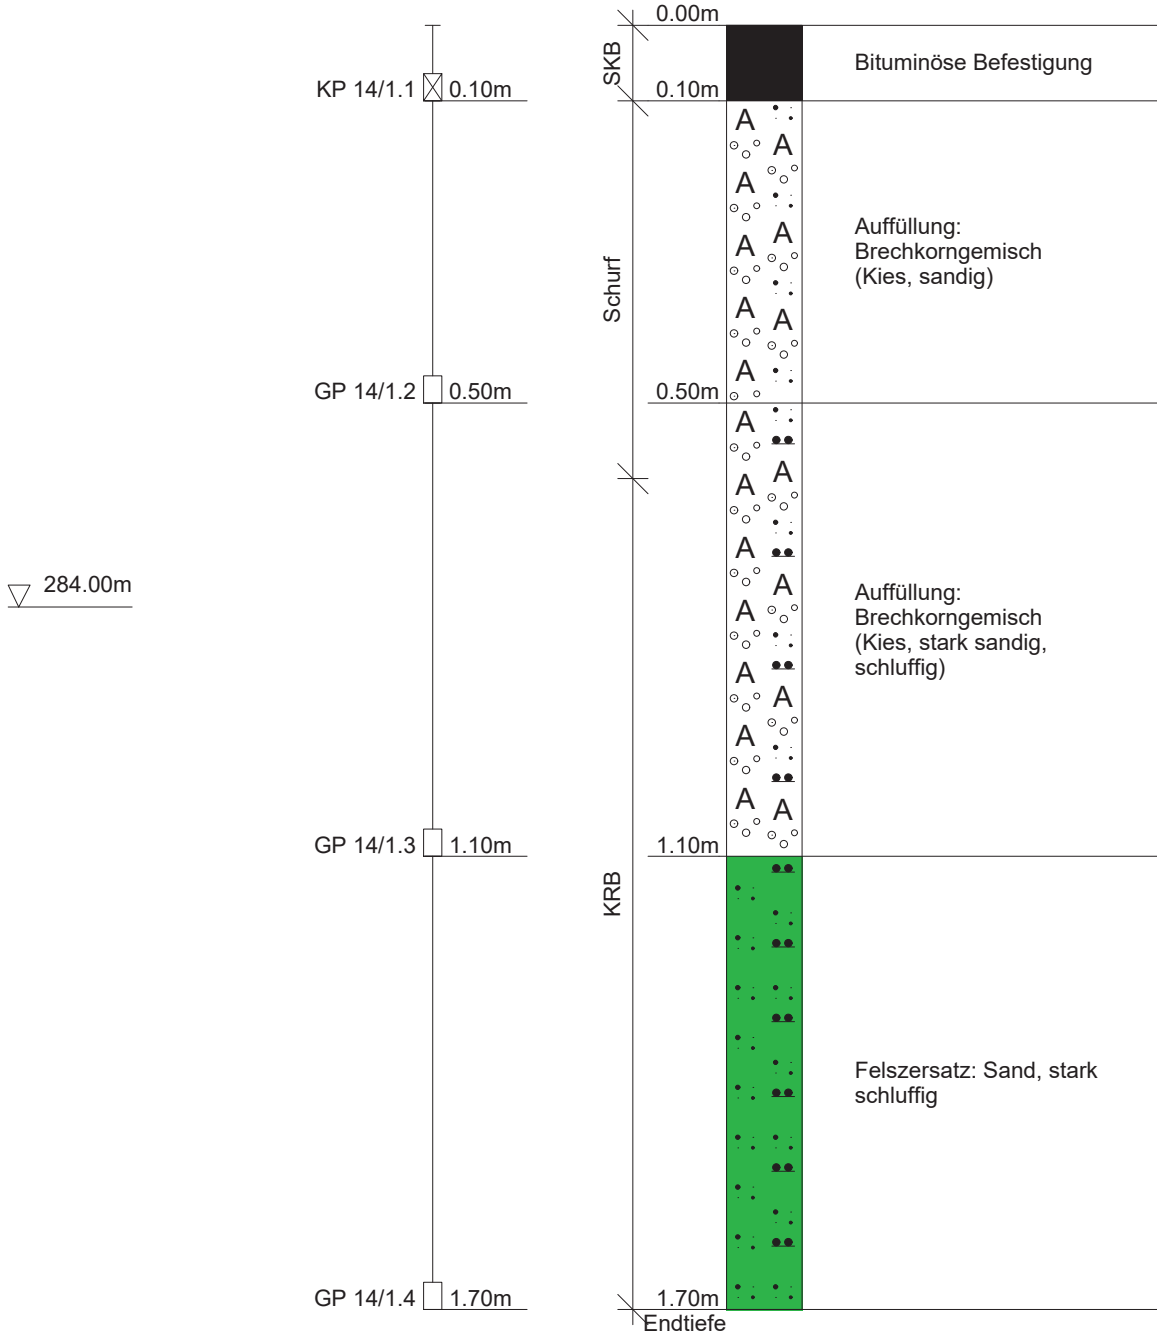 0.00m
SKB
Bituminöse Befestigung
KP 14/1.1 0.10m
0.10m
A
A
A
A
A
A
A
A
Schurf
Auffüllung:
Brechkorngemisch
(Kies, sandig)
GP 14/1.2 0.50m
0.50m
A
A
A
A
A
A
A
A
A
A
A
284.00m
Auffüllung:
Brechkorngemisch
(Kies, stark sandig,
schluffig)
GP 14/1.3 1.10m
1.10m
KRB
Felszersatz: Sand, stark
schluffig
GP 14/1.4 1.70m
1.70m
Endtiefe